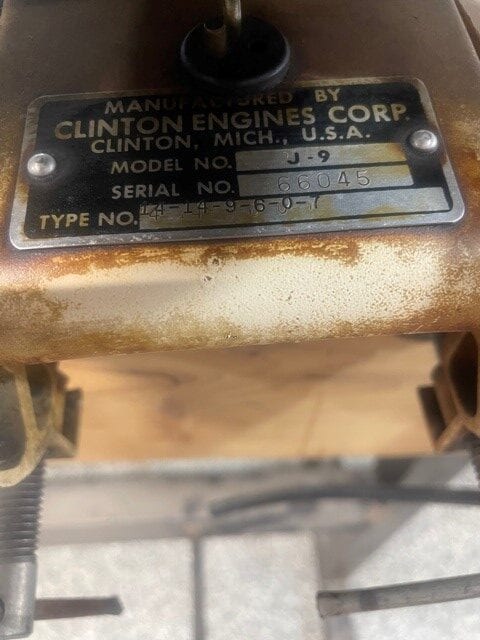 MANUFACTURED BY
CLINTON ENGINES CORP.
CLINTON, MICH., U.S.A.
MODEL NO. J-9
SERIAL NO. 66045
TYPE NO. 14-14-9-6-0-7